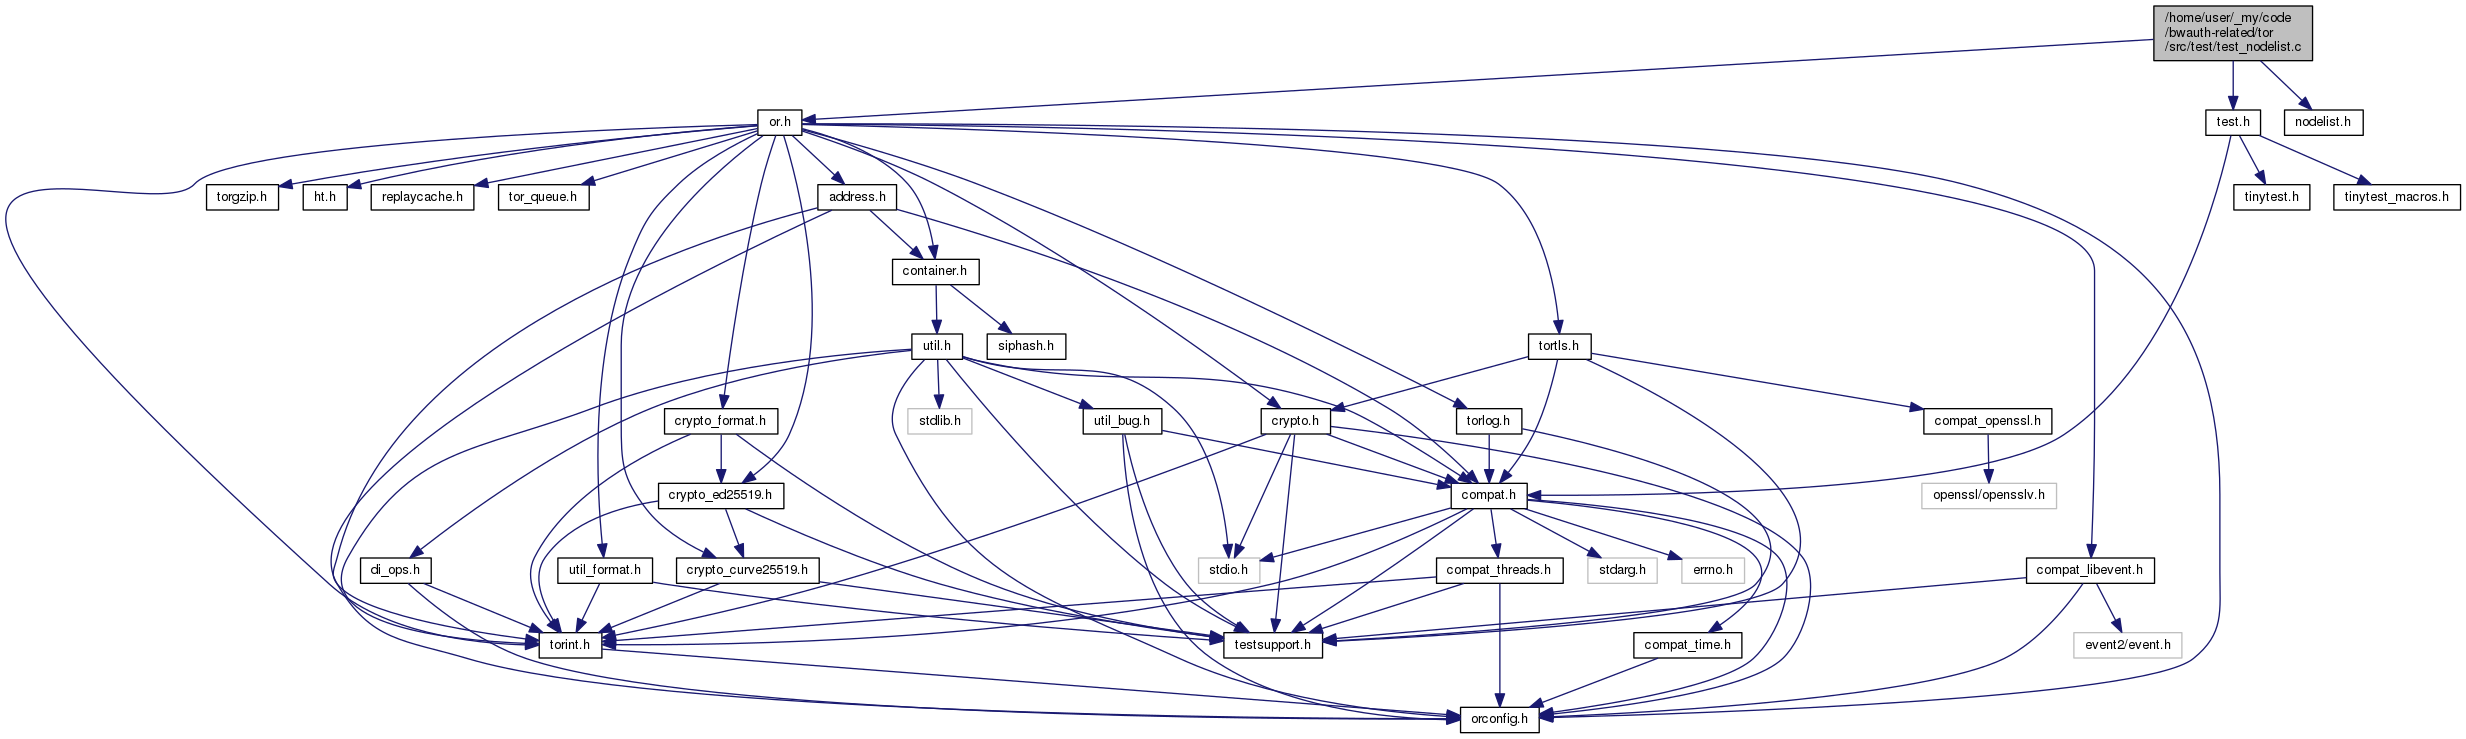 /home/user/_my/code
/bwauth-related/tor
/src/test/test_nodelist.c
or.h
test.h
nodelist.h
torgzip.h
ht.h
replaycache.h
tor_queue.h
address.h
tinytest.h
tinytest_macros.h
container.h
util.h
siphash.h
tortls.h
crypto_format.h
stdlib.h
util_bug.h
crypto.h
torlog.h
compat_openssl.h
crypto_ed25519.h
compat.h
openssl/opensslv.h
di_ops.h
util_format.h
crypto_curve25519.h
stdio.h
compat_threads.h
stdarg.h
errno.h
compat_libevent.h
torint.h
testsupport.h
compat_time.h
event2/event.h
orconfig.h